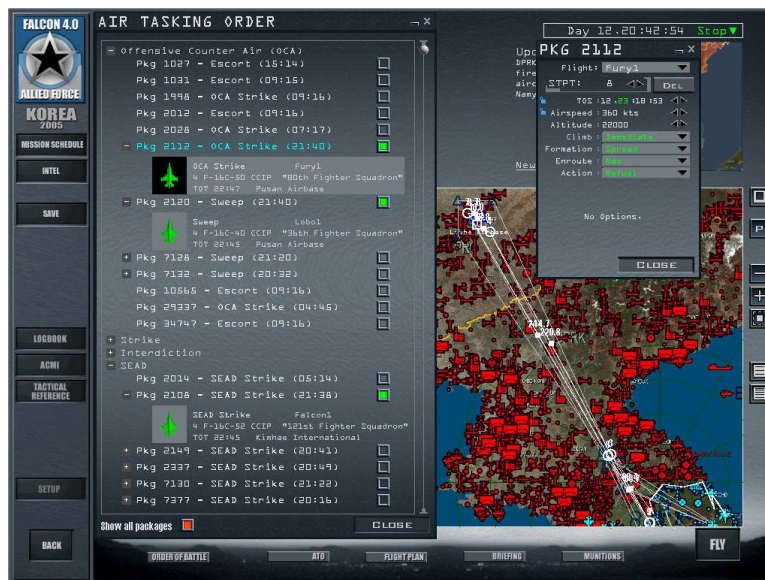 FALCON 4.0
ALLIED FORCE
KOREA
2005
MISSION SCHEDULE
INTEL
SAVE
LOGBOOK
ACMI
TACTICAL
REFERENCE
SETUP
BACK
AIR TASKING ORDER
Offensive Counter Air (OCA)
Pkg 1027 - Escort (15:14)
Pkg 1031 - Escort (09:15)
Pkg 1998 - OCA Strike (09:16)
Pkg 2012 - Escort (09:16)
Pkg 2028 - OCA Strike (07:17)
Pkg 2112 - OCA Strike (21:40)
OCA Strike Fury1
4 F-16C-50 CCIP "80th Fighter Squadron"
TOT 22:47 Pusan Airbase
Pkg 2120 - Sweep (21:40)
Sweep Lobo1
4 F-16C-40 CCIP "36th Fighter Squadron"
TOT 22:45 Pusan Airbase
Pkg 7128 - Sweep (21:20)
Pkg 7132 - Sweep (20:32)
Pkg 10565 - Escort (09:16)
Pkg 29337 - OCA Strike (04:45)
Pkg 34747 - Escort (09:16)
Strike
Interdiction
SEAD
Pkg 2014 - SEAD Strike (05:14)
Pkg 2108 - SEAD Strike (21:38)
SEAD Strike Falcon1
4 F-16C-52 CCIP "121st Fighter Squadron"
TOT 22:45 Kimhae International
Pkg 2149 - SEAD Strike (20:41)
Pkg 2337 - SEAD Strike (20:49)
Pkg 7130 - SEAD Strike (21:22)
Pkg 7377 - SEAD Strike (20:16)
Show all packages
CLOSE
Day 12.20:42:54 Stop
PKG 2112
Flight: Fury1
STPT: 8 DEL
TOS :12.23:18:53
Airspeed : 360 kts
Altitude : 22000
Climb : Immediate
Formation : Spread
Enroute : Nav
Action : Refuel
No Options.
CLOSE
DPRK
fire
airc
Namy
New
P
ORDER OF BATTLE
ATO
FLIGHT PLAN
BRIEFING
MUNITIONS
FLY